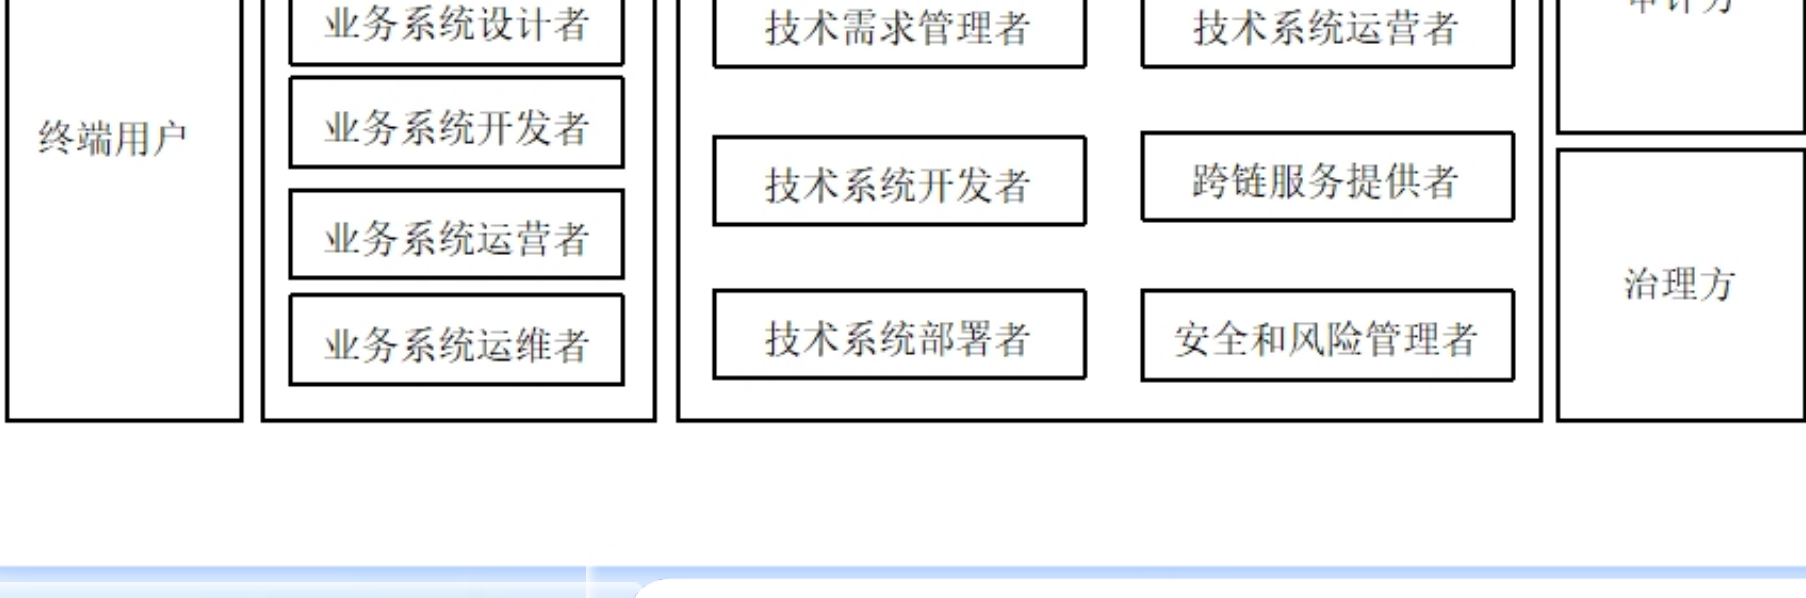 终端用户
业务系统设计者
业务系统开发者
业务系统运营者
业务系统运维者
技术需求管理者
技术系统开发者
技术系统部署者
技术系统运营者
跨链服务提供者
安全和风险管理者
审计方
治理方